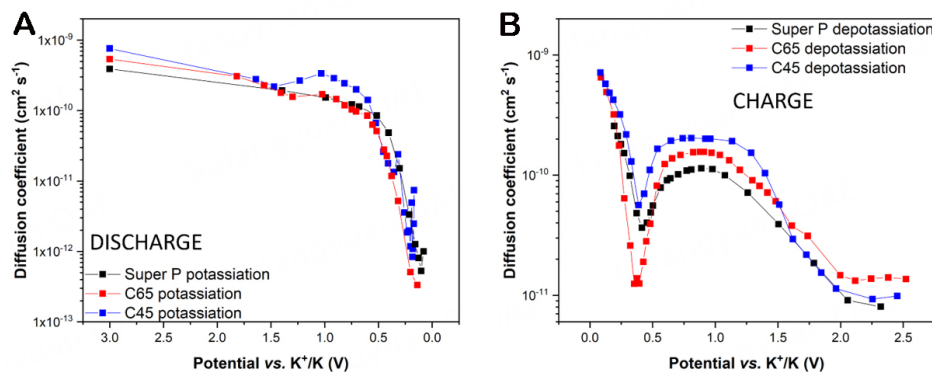 A
1x10⁻⁹
1x10⁻¹⁰
1x10⁻¹¹
1x10⁻¹²
1x10⁻¹³
Diffusion coefficient (cm² s⁻¹)
DISCHARGE
Super P potassiation
C65 potassiation
C45 potassiation
3.0 2.5 2.0 1.5 1.0 0.5 0.0
Potential vs. K⁺/K (V)
B
10⁻⁹
10⁻¹⁰
10⁻¹¹
Diffusion coefficient (cm² s⁻¹)
Super P depotassiation
C65 depotassiation
C45 depotassiation
CHARGE
0.0 0.5 1.0 1.5 2.0 2.5
Potential vs. K⁺/K (V)